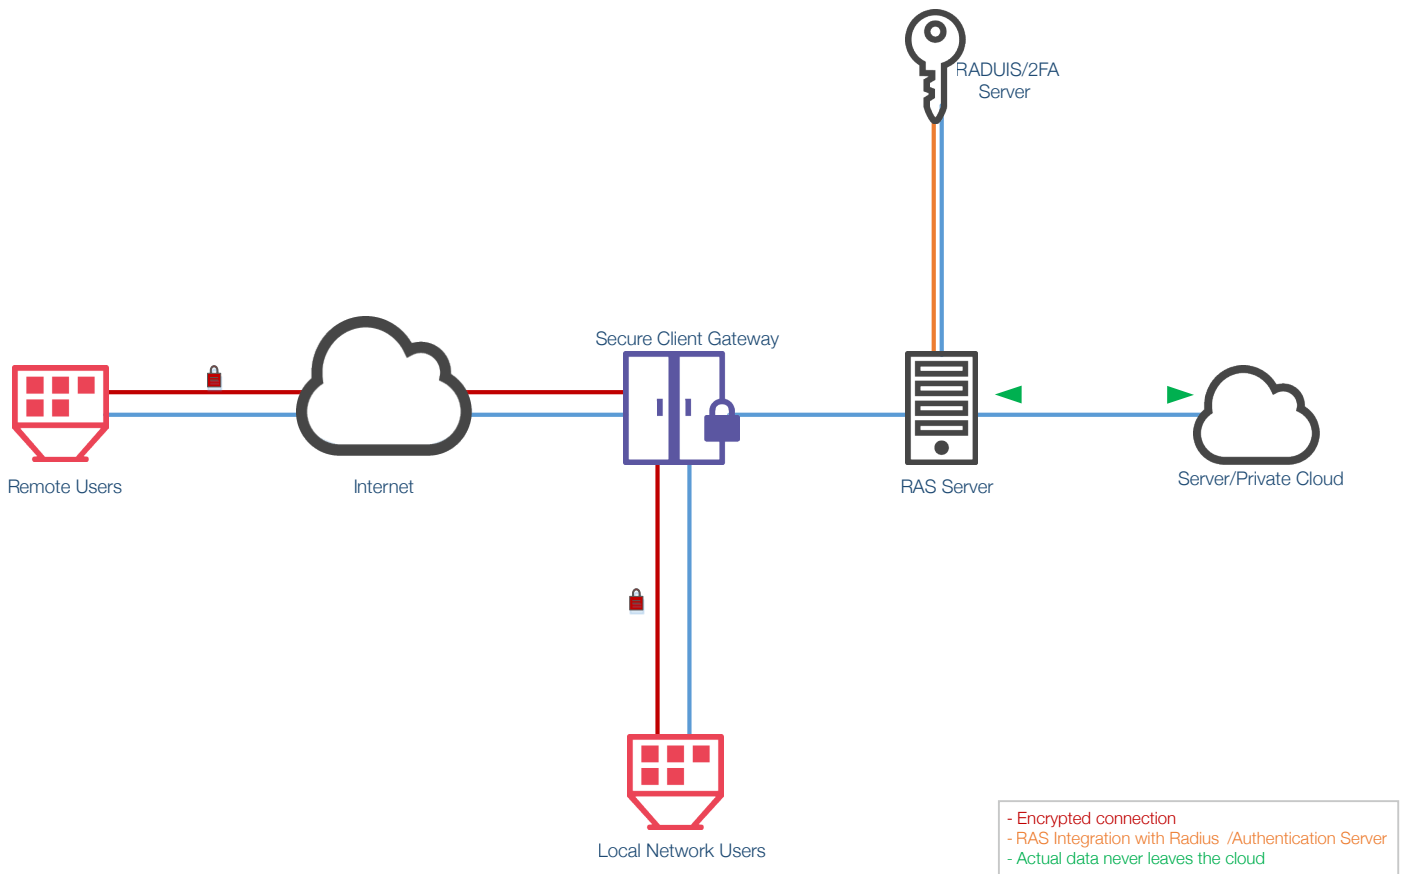 RADUIS/2FA
Server
Secure Client Gateway
Remote Users
Internet
RAS Server
Server/Private Cloud
Local Network Users
- Encrypted connection
- RAS Integration with Radius /Authentication Server
- Actual data never leaves the cloud